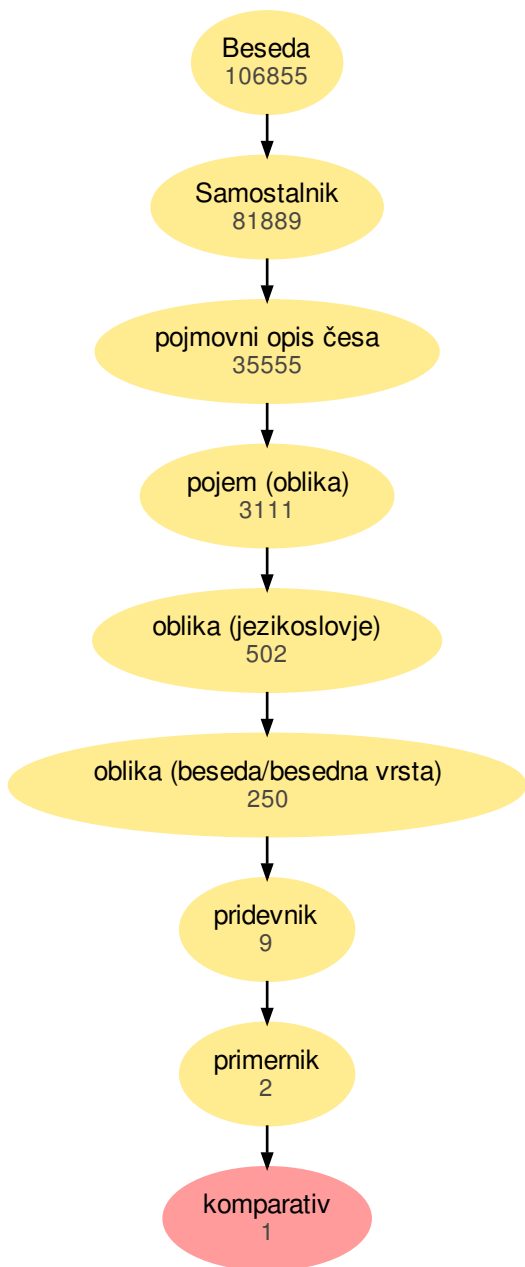 Beseda
106855
Samostalnik
81889
pojmovni opis česa
35555
pojem (oblika)
3111
oblika (jezikoslovje)
502
oblika (beseda/besedna vrsta)
250
pridevnik
9
primernik
2
komparativ
1